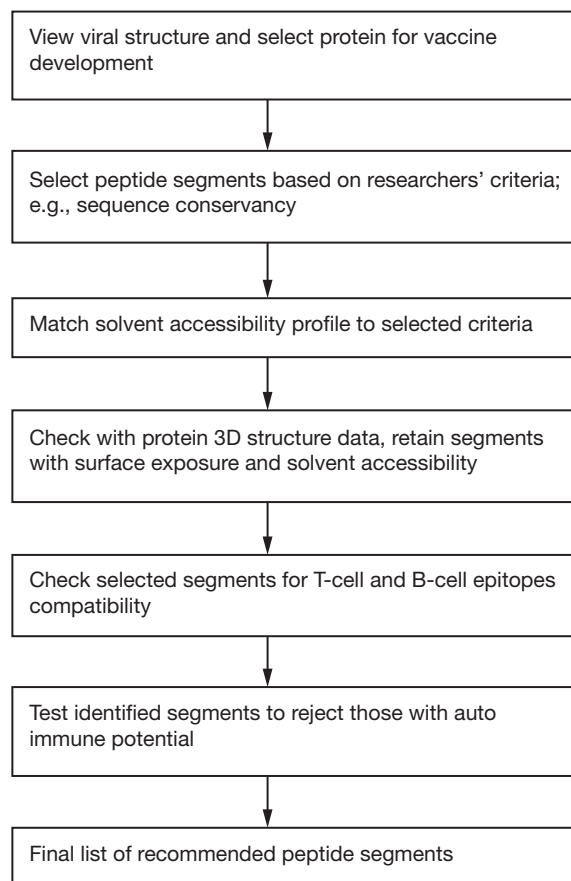 View viral structure and select protein for vaccine
development
Select peptide segments based on researchers’ criteria;
e.g., sequence conservancy
Match solvent accessibility profile to selected criteria
Check with protein 3D structure data, retain segments
with surface exposure and solvent accessibility
Check selected segments for T-cell and B-cell epitopes
compatibility
Test identified segments to reject those with auto
immune potential
Final list of recommended peptide segments